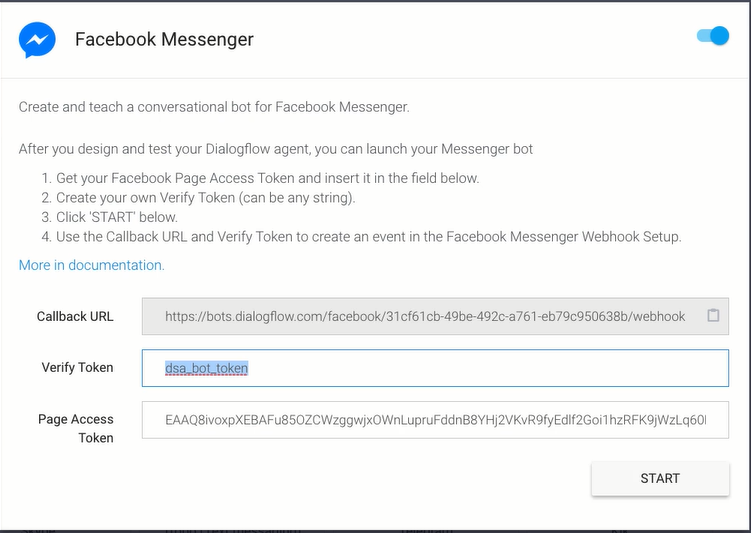 Facebook Messenger
Create and teach a conversational bot for Facebook Messenger.
After you design and test your Dialogflow agent, you can launch your Messenger bot
1. Get your Facebook Page Access Token and insert it in the field below.
2. Create your own Verify Token (can be any string).
3. Click 'START' below.
4. Use the Callback URL and Verify Token to create an event in the Facebook Messenger Webhook Setup.
More in documentation.
Callback URL https://bots.dialogflow.com/facebook/31cf61cb-49be-492c-a761-eb79c950638b/webhook
Verify Token dsa_bot_token
Page Access
Token
START